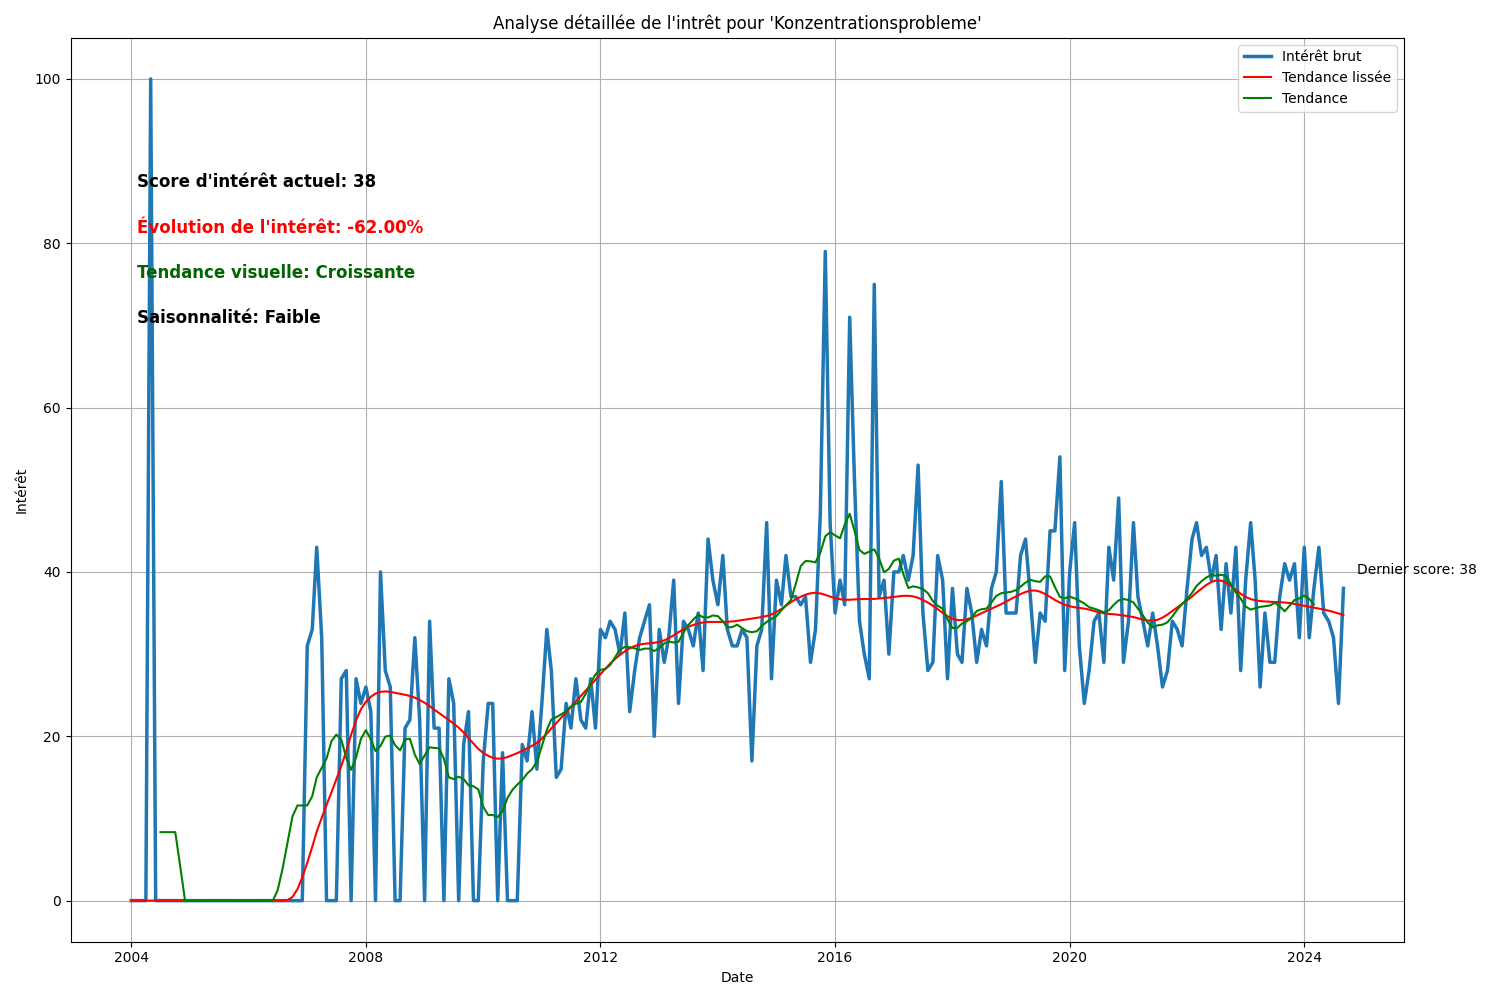 Analyse détaillée de l'intrêt pour 'Konzentrationsprobleme'
Intérêt brut
Tendance lissée
Tendance
Score d'intérêt actuel: 38
Évolution de l'intérêt: -62.00%
Tendance visuelle: Croissante
Saisonnalité: Faible
Dernier score: 38
Intérêt
100
80
60
40
20
0
2004
2008
2012
2016
2020
2024
Date